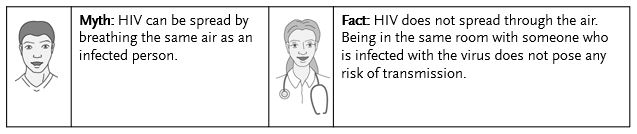 Myth: HIV can be spread by
breathing the same air as an
infected person.
Fact: HIV does not spread through the air.
Being in the same room with someone who
is infected with the virus does not pose any
risk of transmission.